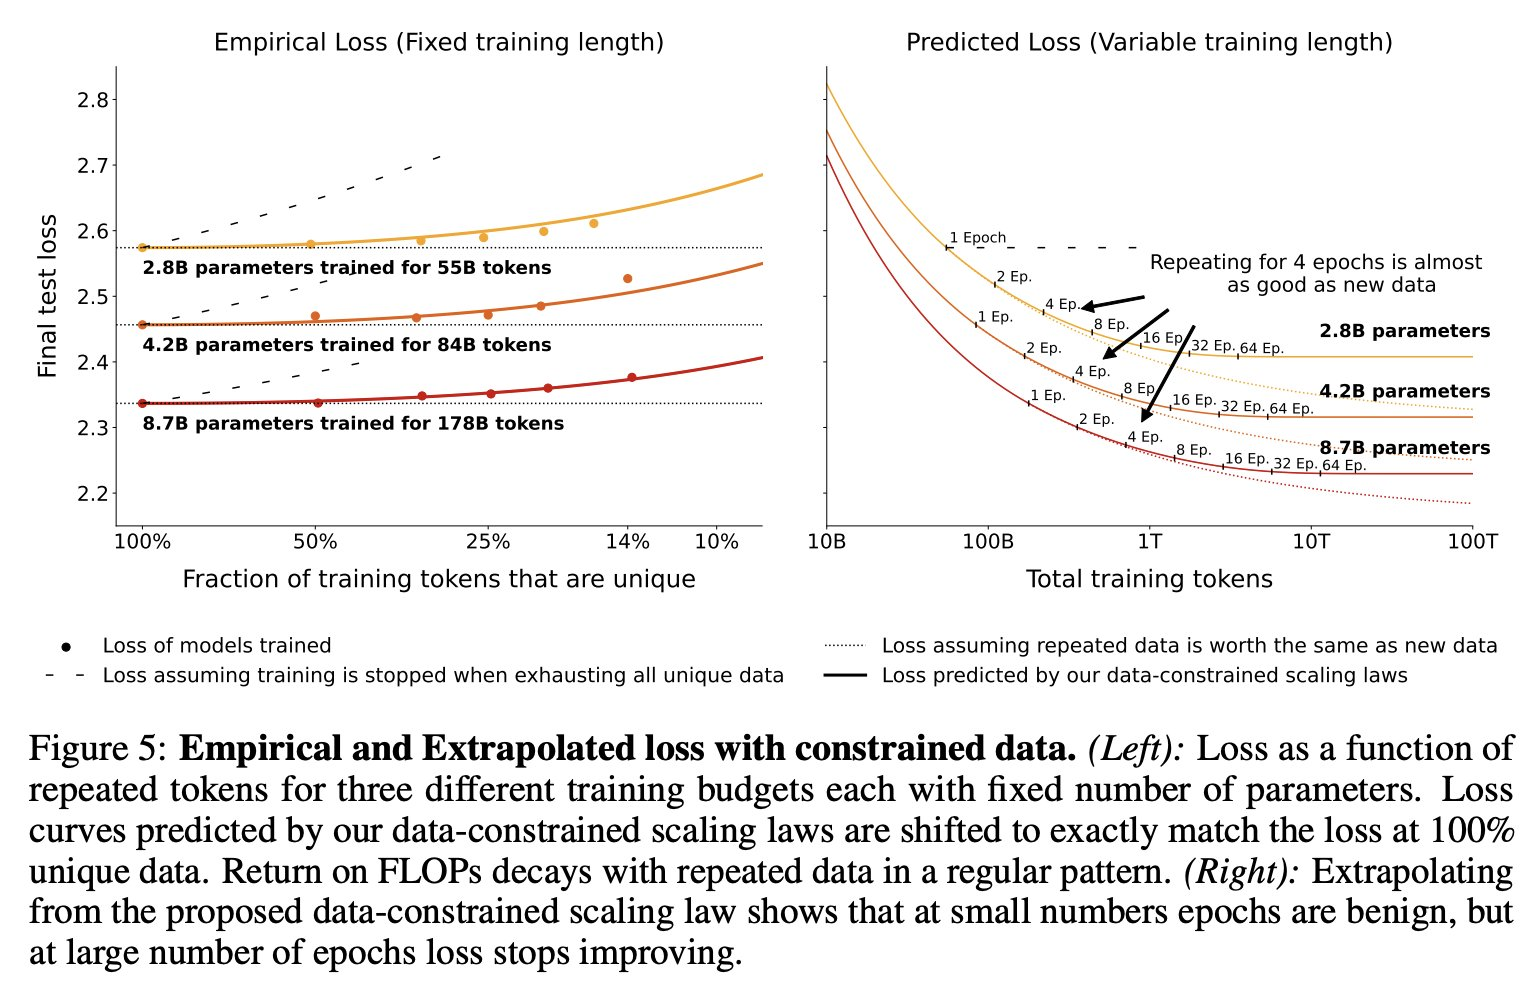 Empirical Loss (Fixed training length)
Final test loss
2.8
2.7
2.6
2.5
2.4
2.3
2.2
2.8B parameters trained for 55B tokens
4.2B parameters trained for 84B tokens
8.7B parameters trained for 178B tokens
100%
50%
25%
14%
10%
Fraction of training tokens that are unique
Predicted Loss (Variable training length)
1 Epoch
2 Ep.
4 Ep.
8 Ep.
16 Ep.
32 Ep.
64 Ep.
Repeating for 4 epochs is almost
as good as new data
2.8B parameters
1 Ep.
2 Ep.
4 Ep.
8 Ep.
16 Ep.
32 Ep.
64 Ep.
4.2B parameters
1 Ep.
2 Ep.
4 Ep.
8 Ep.
16 Ep.
32 Ep.
64 Ep.
8.7B parameters
10B
100B
1T
10T
100T
Total training tokens
Loss of models trained
Loss assuming training is stopped when exhausting all unique data
Loss assuming repeated data is worth the same as new data
Loss predicted by our data-constrained scaling laws
Figure 5: Empirical and Extrapolated loss with constrained data. (Left): Loss as a function of
repeated tokens for three different training budgets each with fixed number of parameters. Loss
curves predicted by our data-constrained scaling laws are shifted to exactly match the loss at 100%
unique data. Return on FLOPs decays with repeated data in a regular pattern. (Right): Extrapolating
from the proposed data-constrained scaling law shows that at small numbers epochs are benign, but
at large number of epochs loss stops improving.